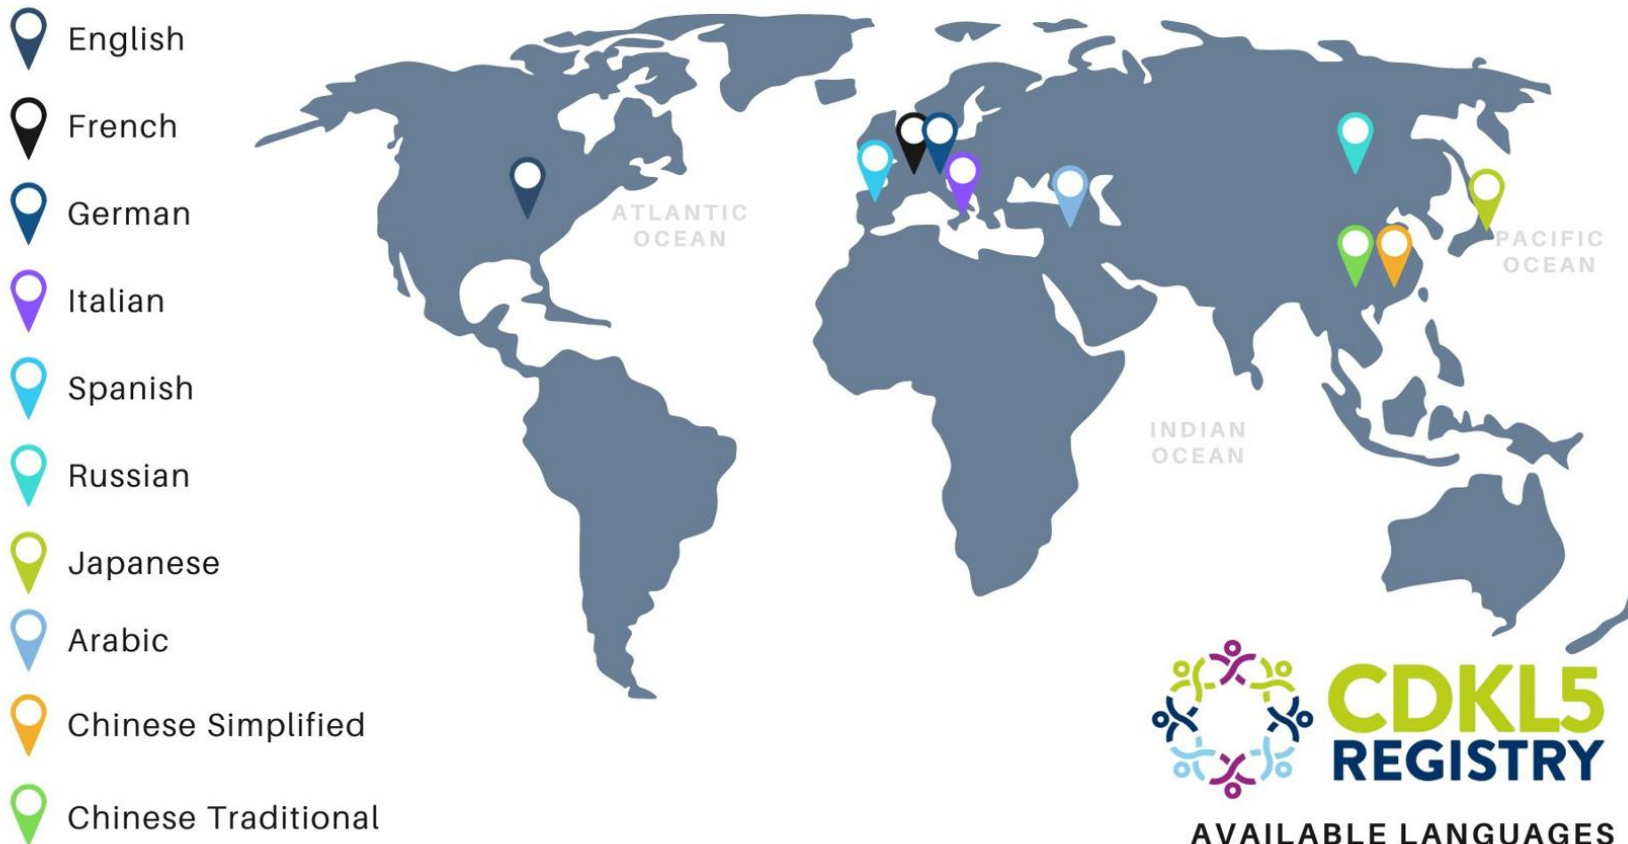 English
French
German
Italian
Spanish
Russian
Japanese
Arabic
Chinese Simplified
Chinese Traditional
ATLANTIC
OCEAN
PACIFIC
OCEAN
INDIAN
OCEAN
CDKL5
REGISTRY
AVAILABLE LANGUAGES